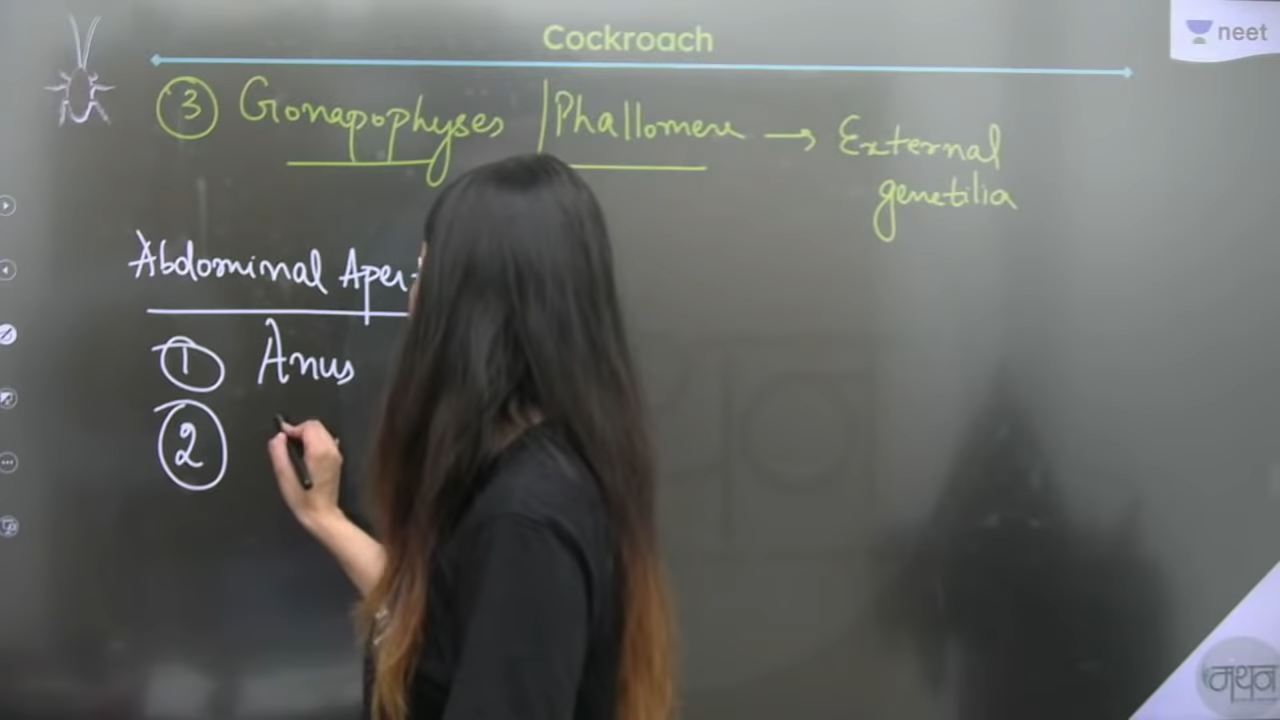 Cockroach
neet
3 Gonapophyses / Phallomere → External
genetilia
Abdominal Aper
1 Anus
2
मंथन